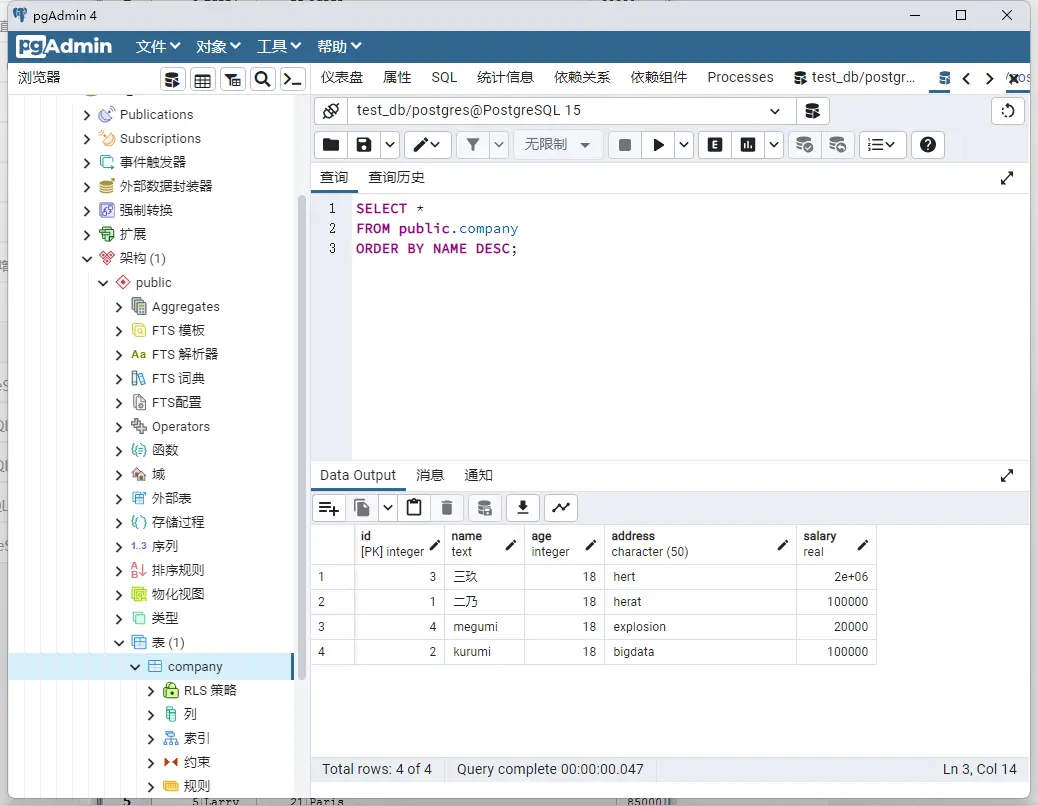 pgAdmin 4
pgAdmin 文件 对象 工具 帮助
浏览器
仪表盘 属性 SQL 统计信息 依赖关系 依赖组件 Processes test_db/postgr...
test_db/postgres@PostgreSQL 15
无限制
查询 查询历史
1 SELECT *
2 FROM public.company
3 ORDER BY NAME DESC;
Publications
Subscriptions
事件触发器
外部数据封装器
强制转换
扩展
架构 (1)
public
Aggregates
FTS 模板
Aa FTS 解析器
FTS 词典
FTS配置
Operators
函数
域
外部表
存储过程
1..3 序列
排序规则
物化视图
类型
表 (1)
company
RLS 策略
列
索引
约束
规则
Data Output 消息 通知
id name age address salary
[PK] integer text integer character (50) real
1 3 三玖 18 hert 2e+06
2 1 二乃 18 herat 100000
3 4 megumi 18 explosion 20000
4 2 kurumi 18 bigdata 100000
Total rows: 4 of 4 Query complete 00:00:00.047 Ln 3, Col 14
5 5 Larry 21 Paris 85000